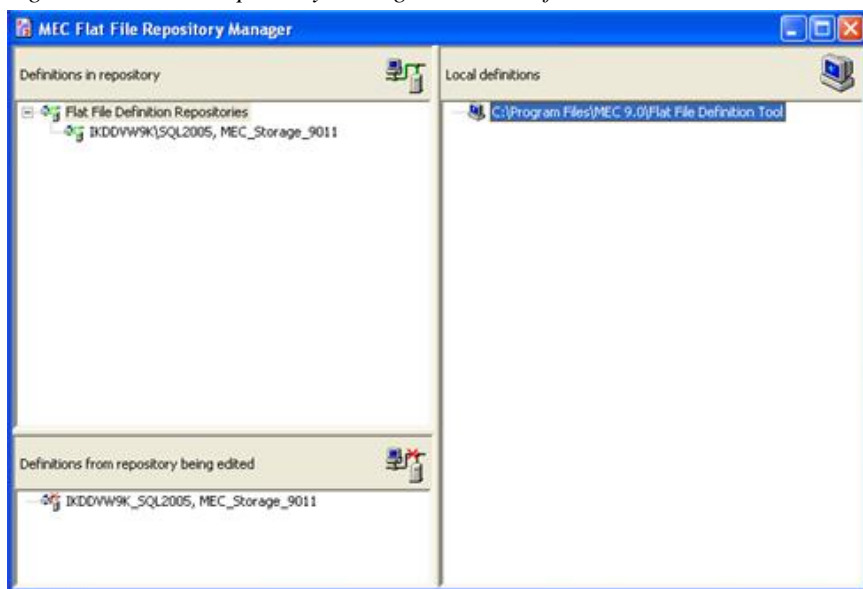 MEC Flat File Repository Manager
Definitions in repository
Flat File Definition Repositories
IKDDVW9K\SQL2005, MEC_Storage_9011
Definitions from repository being edited
IKDDVW9K_SQL2005, MEC_Storage_9011
Local definitions
C:\Program Files\MEC 9.0\Flat File Definition Tool